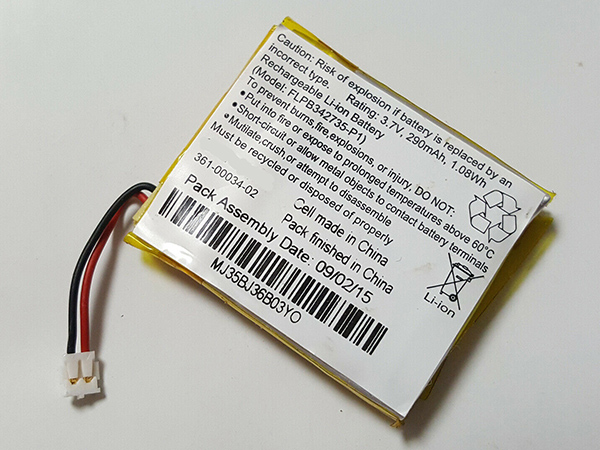 Caution: Risk of explosion if battery is replaced by an
incorrect type.
Rating: 3.7V, 290mAh, 1.08Wh
Rechargeable Li-ion Battery
(Model: FLPB342735-P1)
To prevent burns,fire,explosions, or injury, DO NOT:
•Put into fire or expose to prolonged temperatures above 60°C
•Short-circuit or allow metal objects to contact battery terminals
•Mutilate,crush,or attempt to disassemble
Must be recycled or disposed of properly
361-00034-02
Cell made in China
Pack finished in China
Pack Assembly Date: 09/02/15
MJ35BJ36B03YO
Li-ion